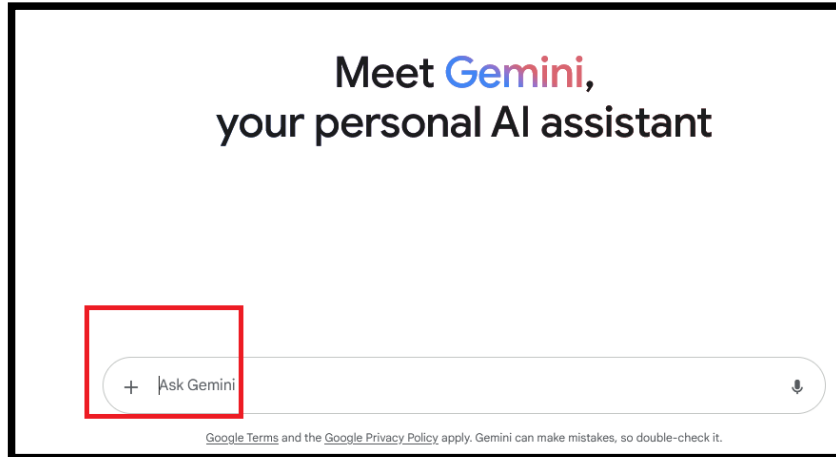 Meet Gemini,
your personal AI assistant
Ask Gemini
Google Terms and the Google Privacy Policy apply. Gemini can make mistakes, so double-check it.